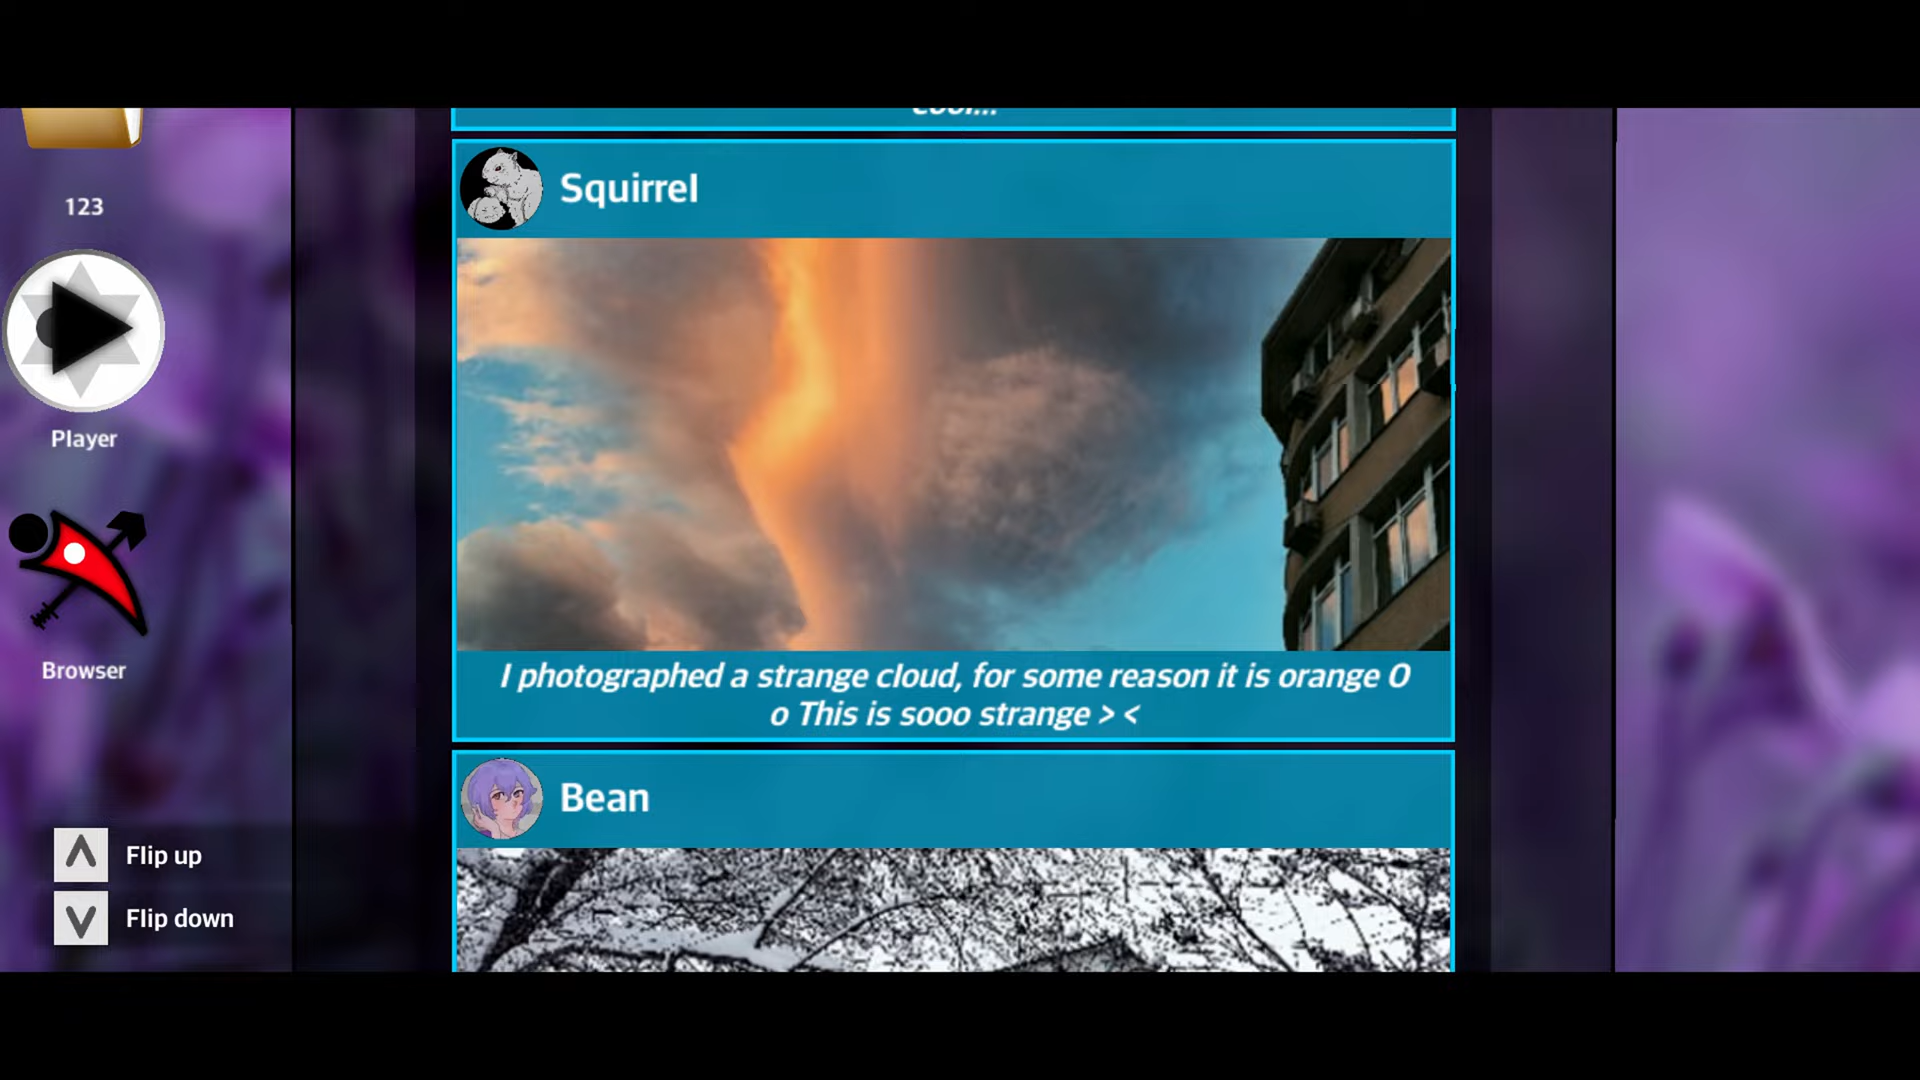 cool...
123
Squirrel
Player
Browser
I photographed a strange cloud, for some reason it is orange O
o This is sooo strange > <
Bean
Flip up
Flip down